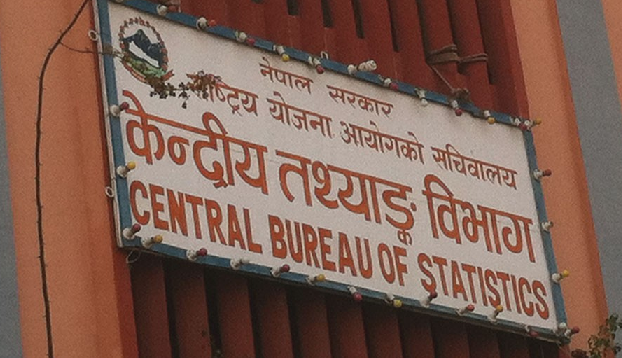 नेपाल सरकार
राष्ट्रिय योजना आयोगको सचिवालय
केन्द्रीय तथ्याङ्क विभाग
CENTRAL BUREAU OF STATISTICS